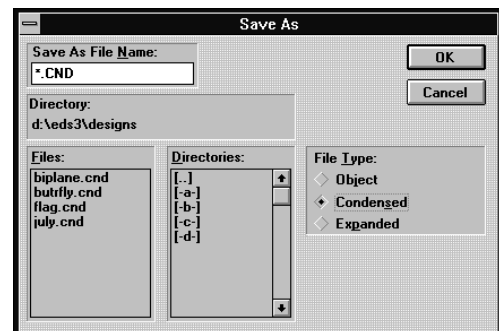 Save As
Save As File Name:
*.CND
OK
Cancel
Directory:
d:\eds3\designs
Files:
biplane.cnd
butrfly.cnd
flag.cnd
july.cnd
Directories:
[..]
[-a-]
[-b-]
[-c-]
[-d-]
File Type:
Object
Condensed
Expanded